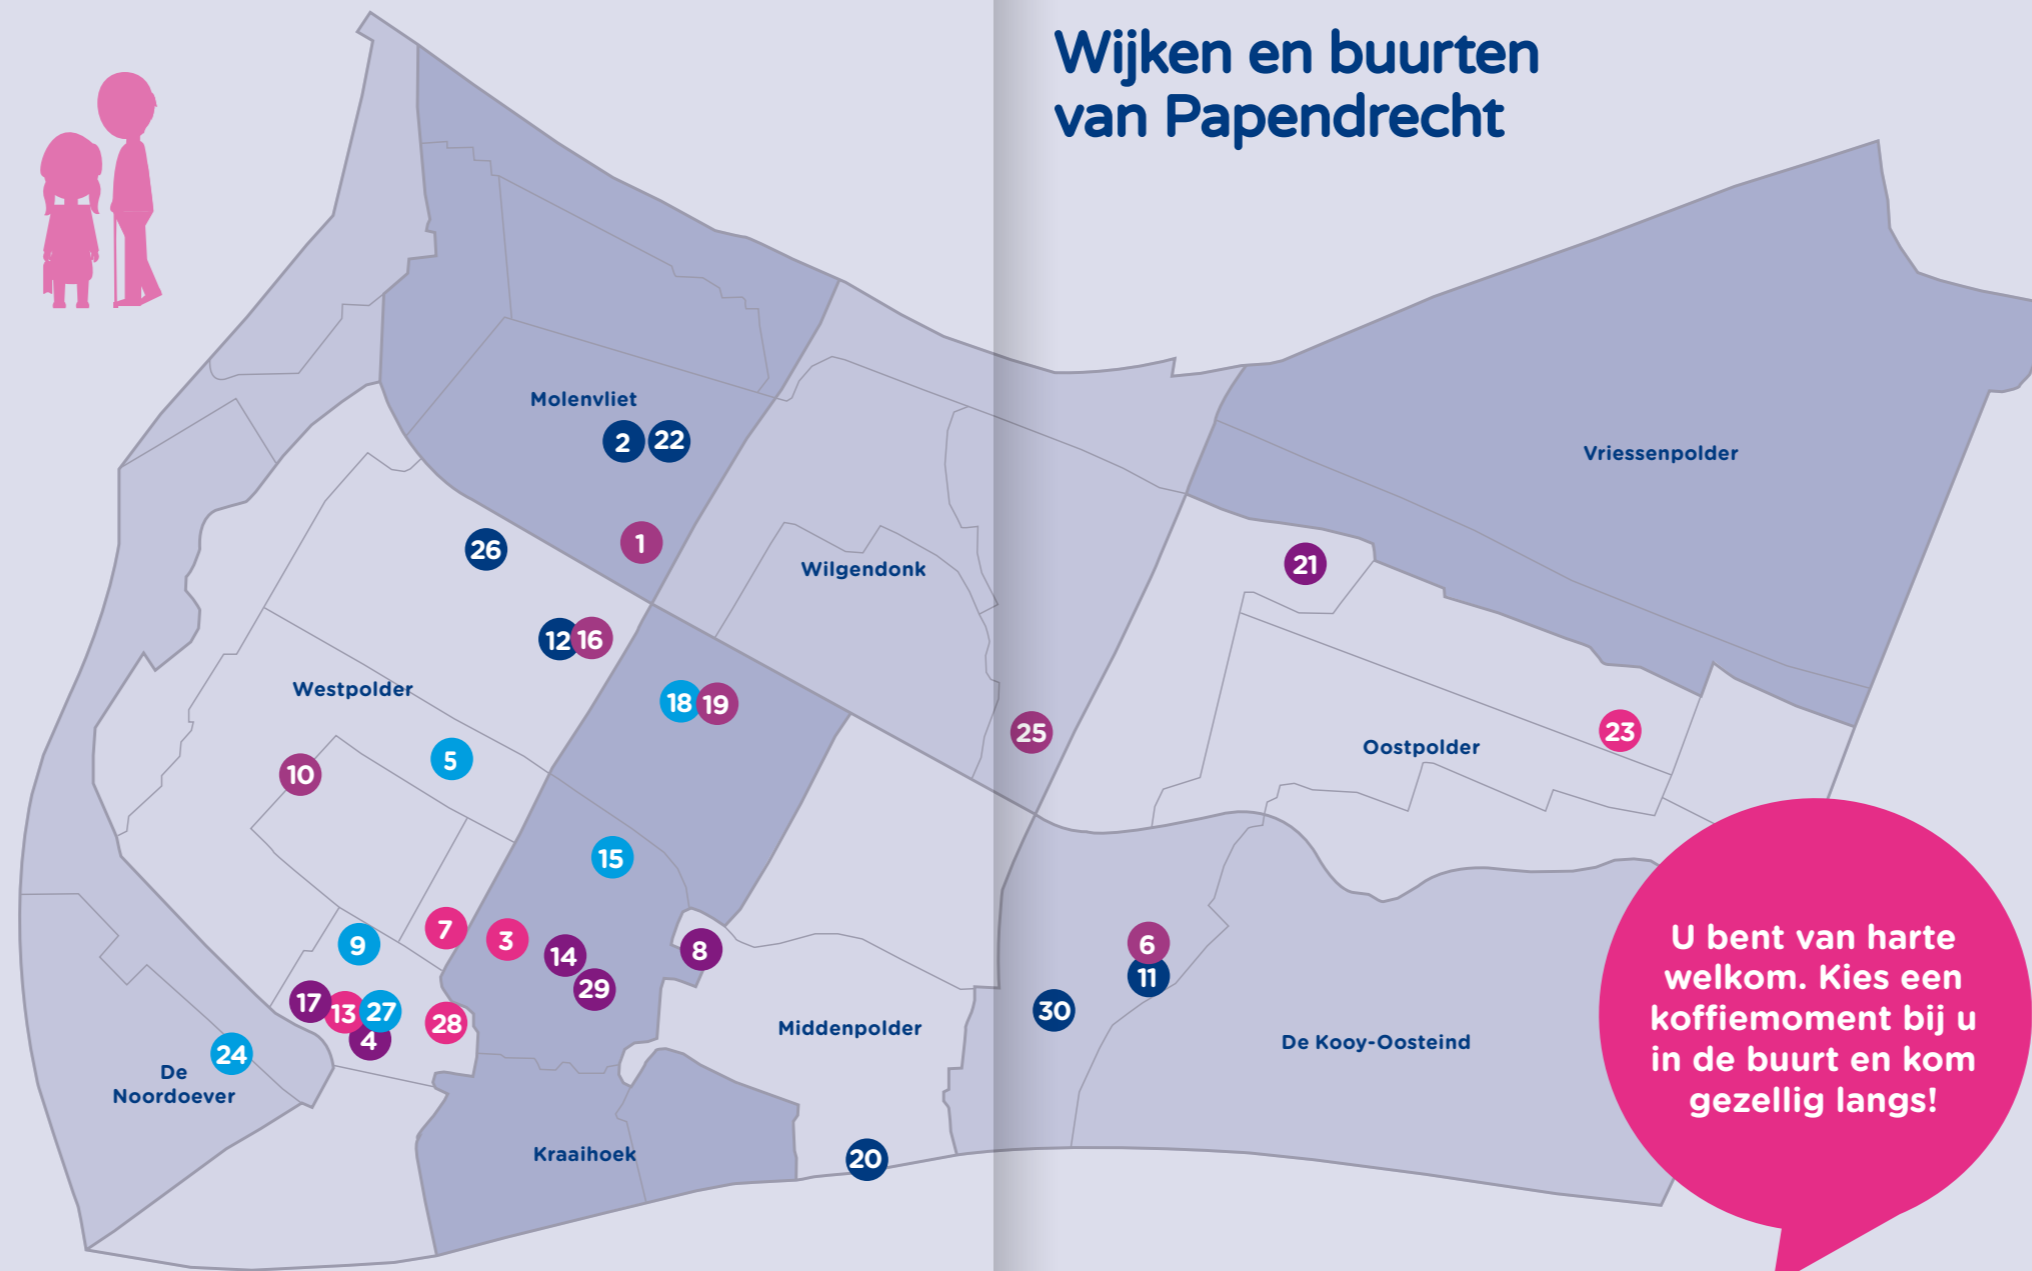 Wijken en buurten
van Papendrecht
Molenvliet
2
22
Vriessenpolder
26
1
Wilgendonk
21
12
16
Westpolder
18
19
25
23
Oostpolder
5
10
15
7
3
9
14
8
6
11
29
17
13
27
4
28
30
Middenpolder
De Kooy-Oosteind
24
De
Noordoever
Kraaihoek
20
U bent van harte
welkom. Kies een
koffiemoment bij u
in de buurt en kom
gezellig langs!